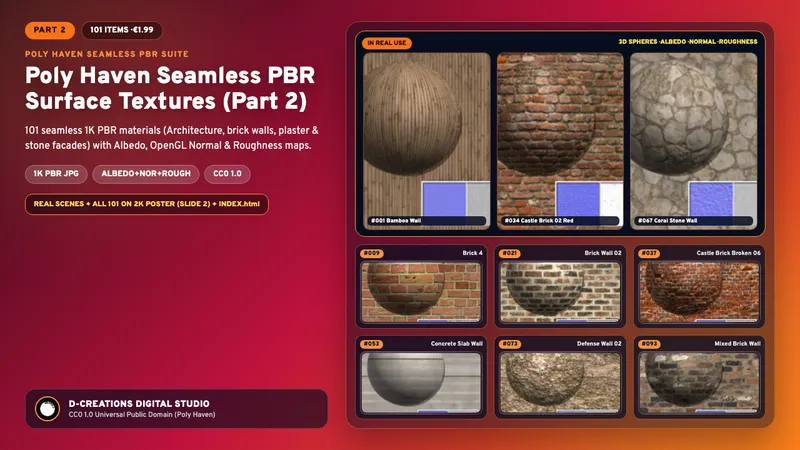 PART 2
101 ITEMS ·€1.99
POLY HAVEN SEAMLESS PBR SUITE
Poly Haven Seamless PBR
Surface Textures (Part 2)
101 seamless 1K PBR materials (Architecture, brick walls, plaster &
stone facades) with Albedo, OpenGL Normal & Roughness maps.
1K PBR JPG
ALBEDO+NOR+ROUGH
CC0 1.0
REAL SCENES + ALL 101 ON 2K POSTER (SLIDE 2) + INDEX.html
D-CREATIONS DIGITAL STUDIO
CC0 1.0 Universal Public Domain (Poly Haven)
IN REAL USE
3D SPHERES ·ALBEDO ·NORMAL ·ROUGHNESS
#001 Bamboo Wall
#034 Castle Brick 02 Red
#067 Coral Stone Wall
#009
Brick 4
#021
Brick Wall 02
#037
Castle Brick Broken 06
#053
Concrete Slab Wall
#073
Defense Wall 02
#093
Mixed Brick Wall